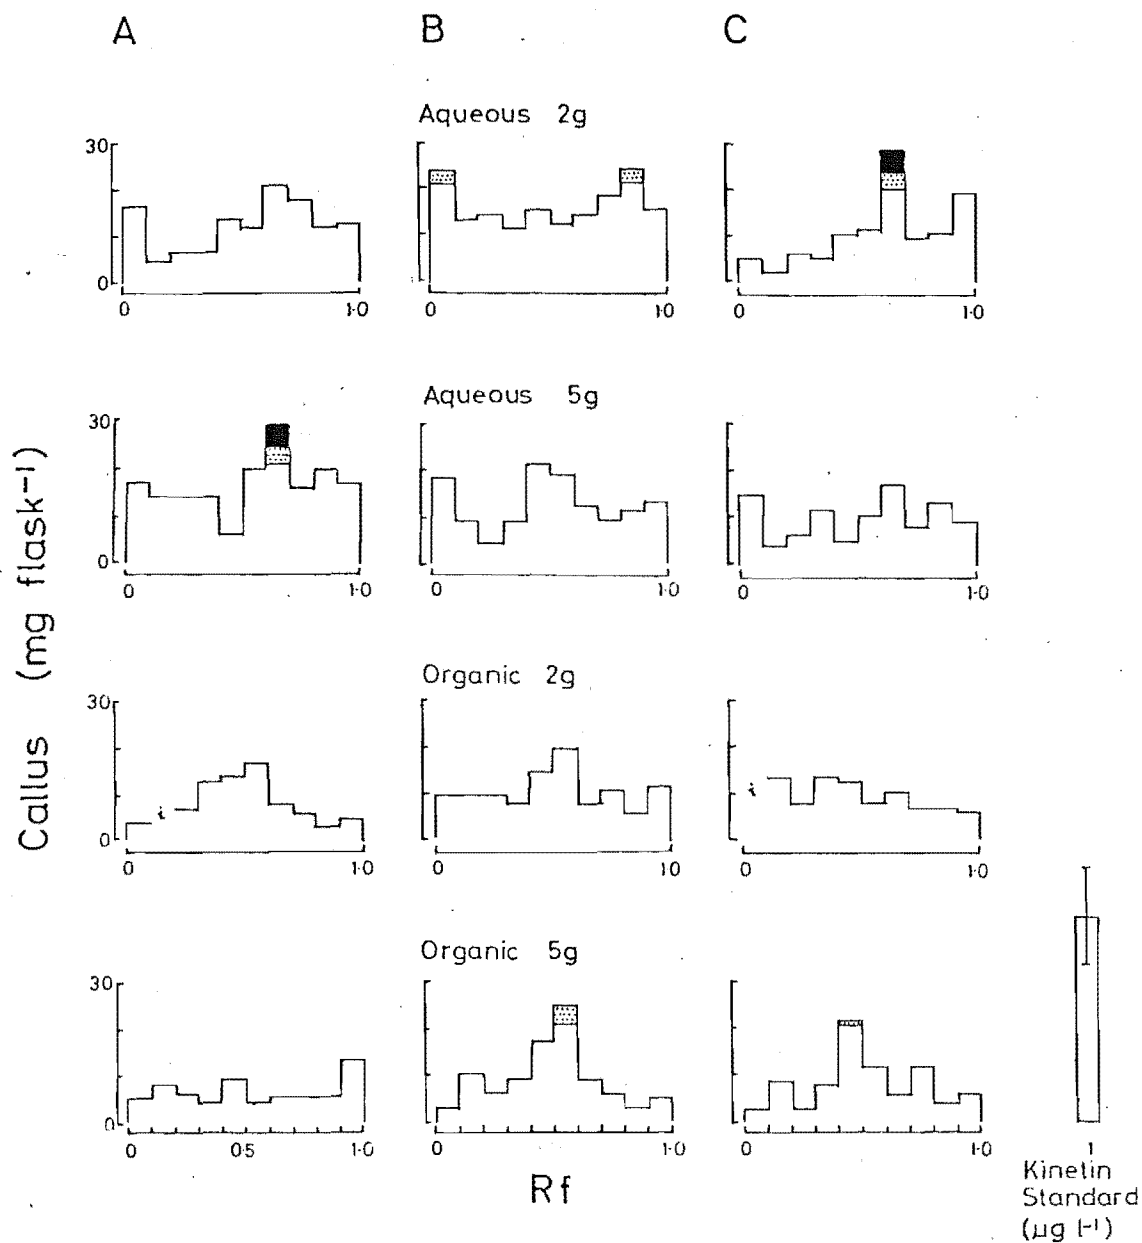 A B C
Aqueous 2g
30
0
0 1·0 0 1·0 0 1·0
Aqueous 5g
30
0
0 1·0 0 1·0 0 1·0
Organic 2g
30
i i
0
0 1·0 0 1·0 0 1·0
Organic 5g
30
0
0 0·5 1·0 0 1·0 0 1·0
Callus (mg flask-1)
Rf
1
Kinetin
Standard
(µg l-1)